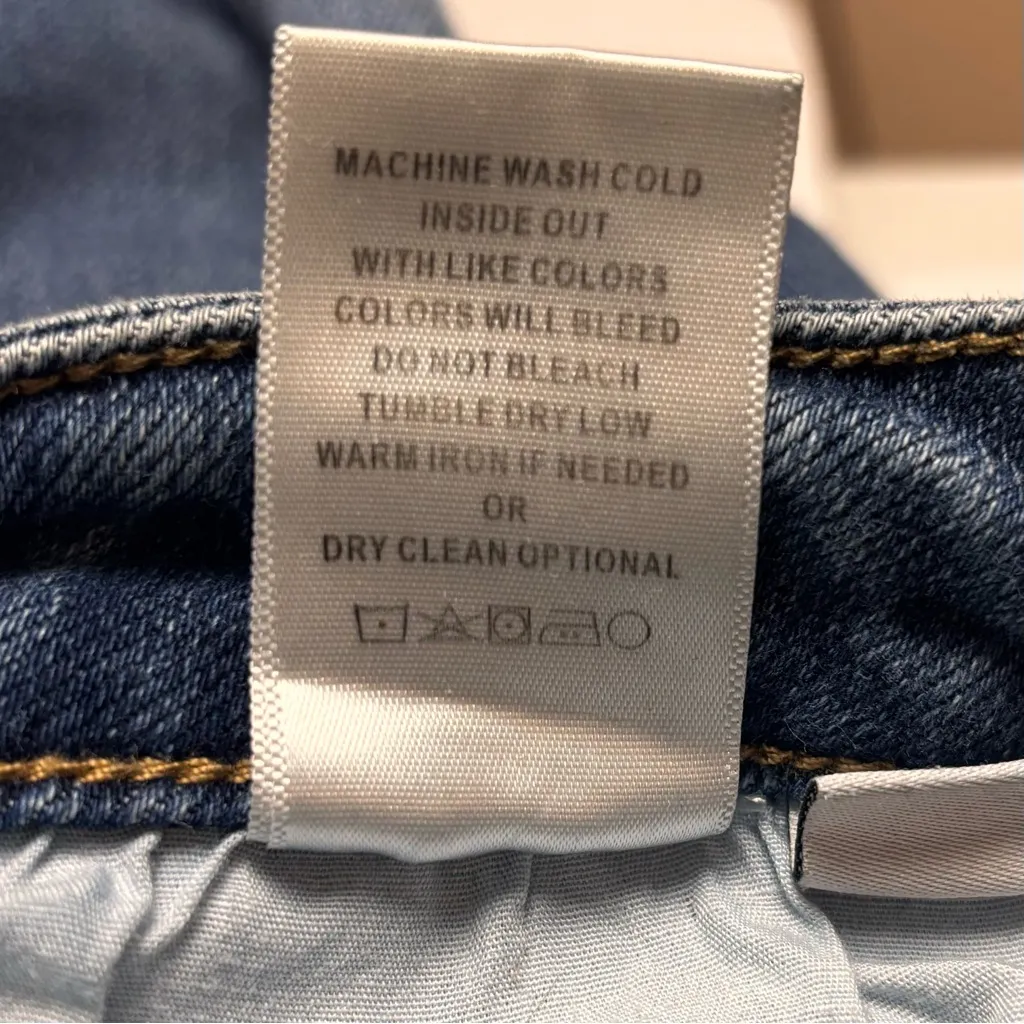 MACHINE WASH COLD
INSIDE OUT
WITH LIKE COLORS
COLORS WILL BLEED
DO NOT BLEACH
TUMBLE DRY LOW
WARM IRON IF NEEDED
OR
DRY CLEAN OPTIONAL